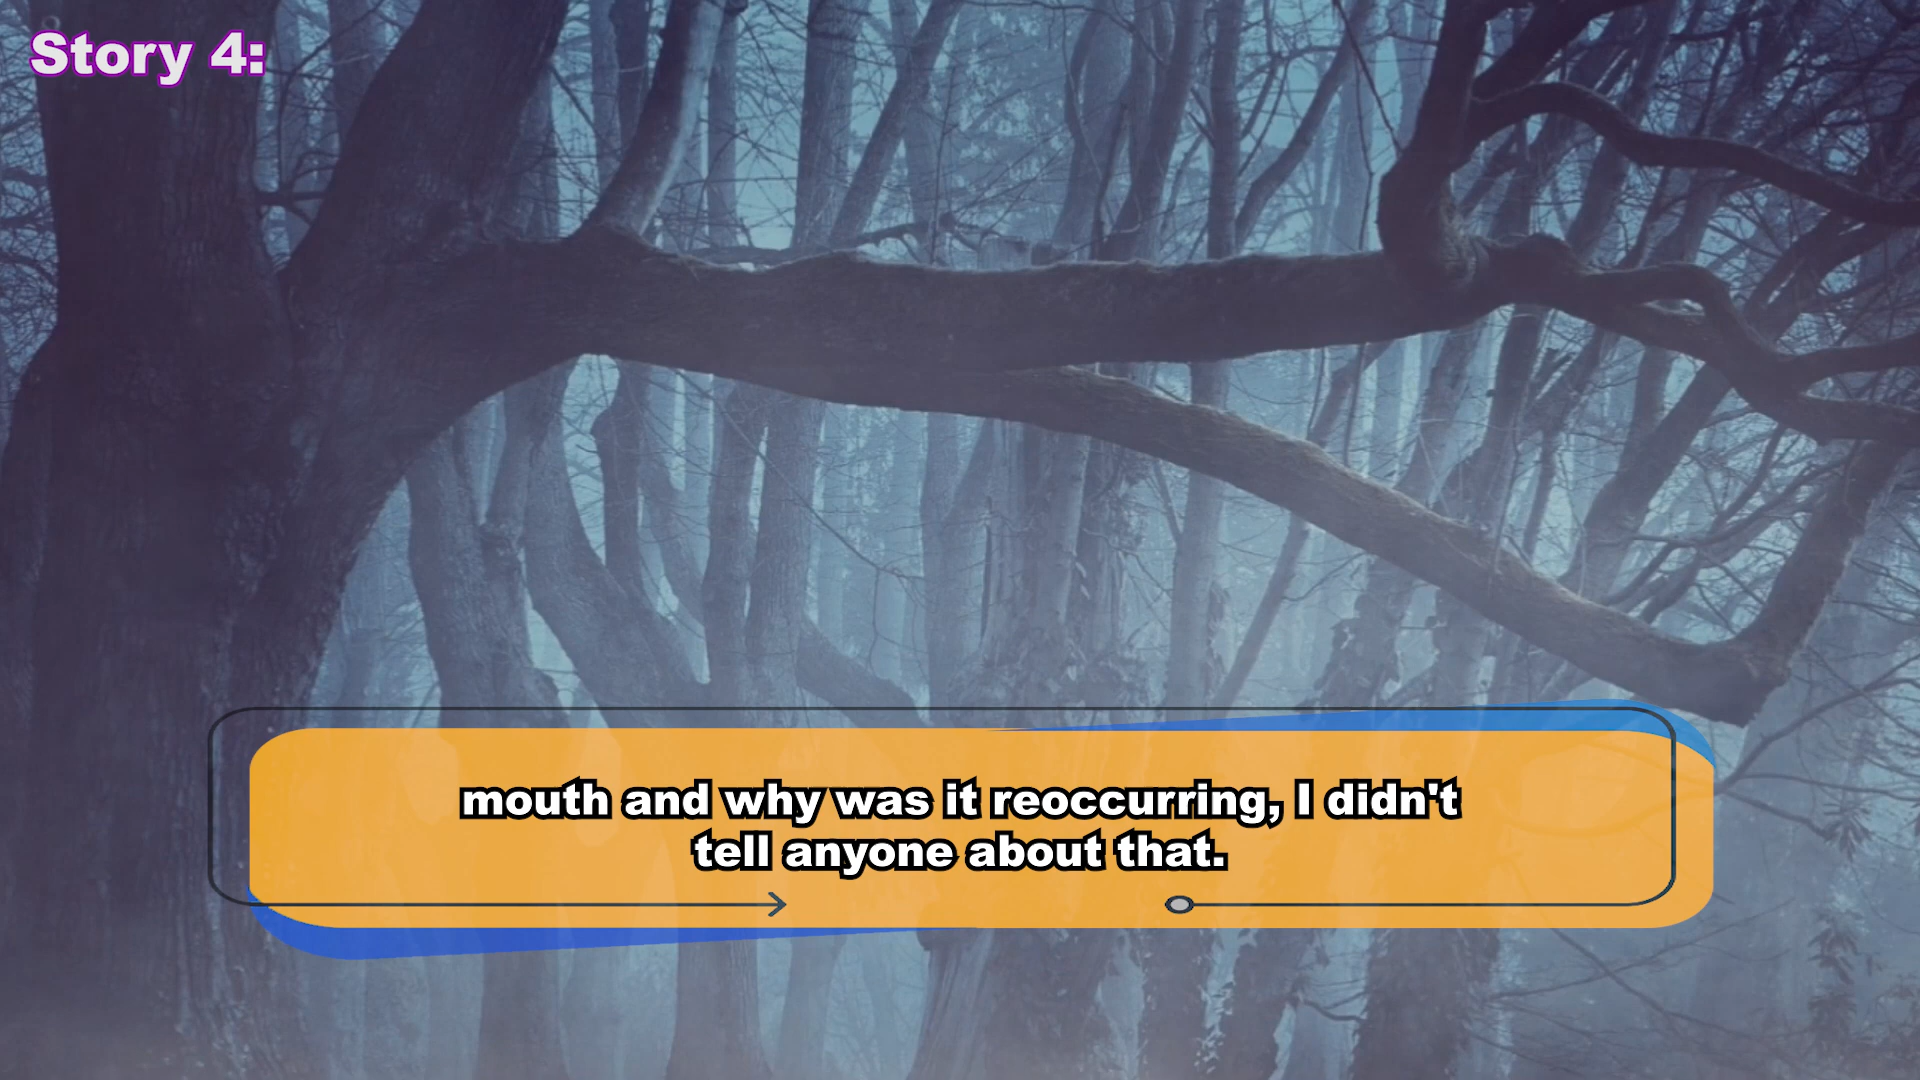 Story 4:
mouth and why was it reoccurring, I didn't
tell anyone about that.